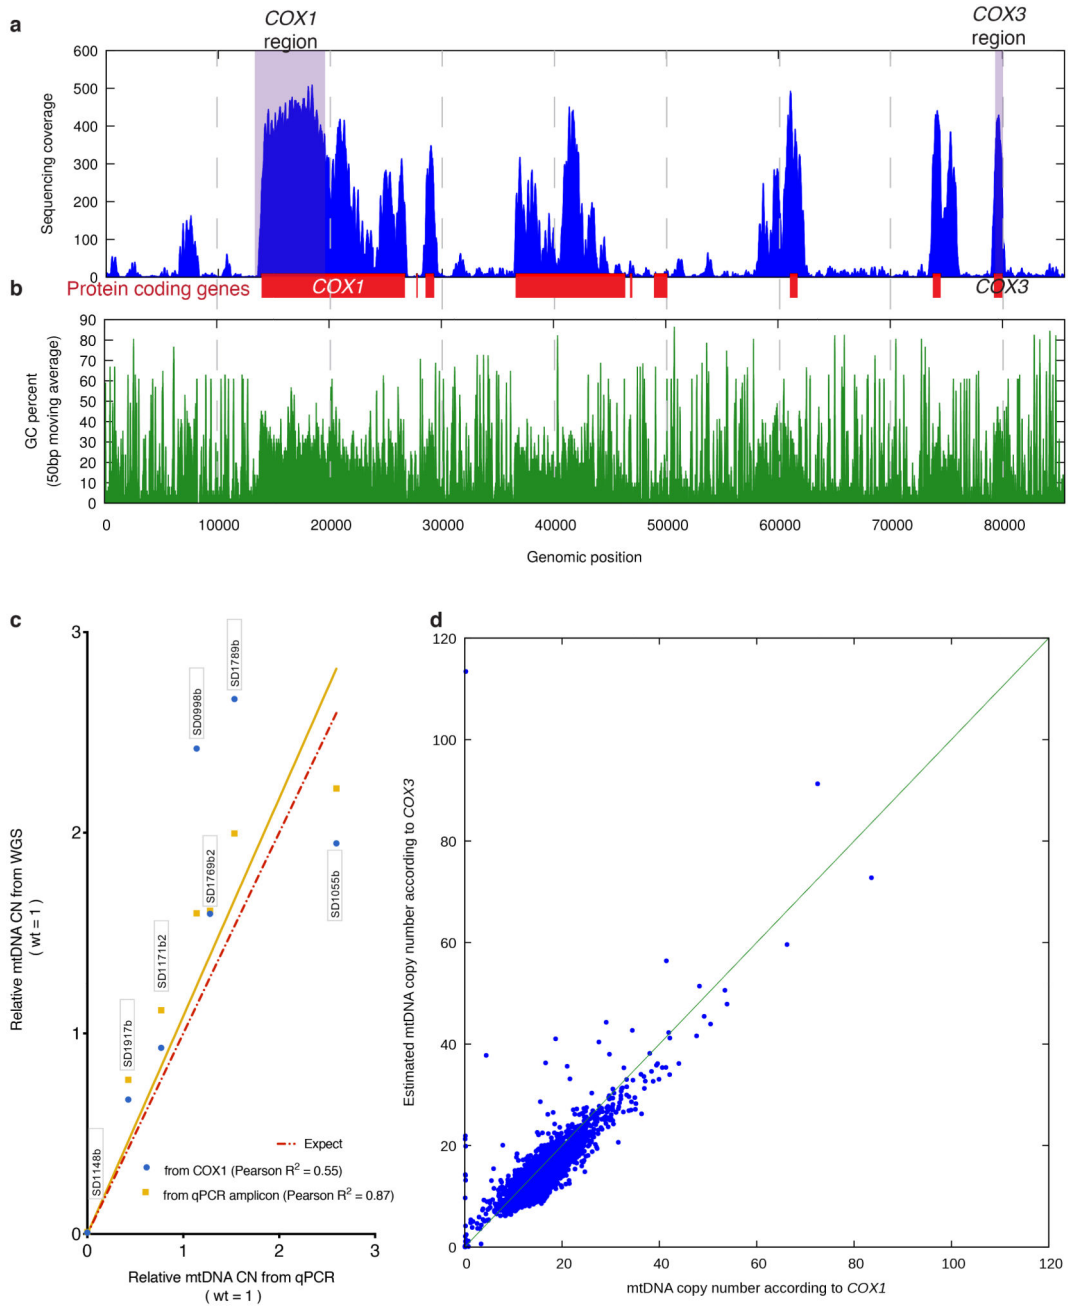 a
COX1
region
COX3
region
600
500
400
300
200
100
0
Sequencing coverage
b
Protein coding genes
COX1
COX3
90
80
70
60
50
40
30
20
10
0
GC percent
(50bp moving average)
0 10000 20000 30000 40000 50000 60000 70000 80000
Genomic position
c
3
2
1
0
Relative mtDNA CN from WGS
( wt = 1 )
SD1789b
SD0998b
SD1769b2
SD1055b
SD1171b2
SD1917b
SD1148b
Expect
from COX1 (Pearson R² = 0.55)
from qPCR amplicon (Pearson R² = 0.87)
0 1 2 3
Relative mtDNA CN from qPCR
( wt = 1 )
d
120
100
80
60
40
20
0
Estimated mtDNA copy number according to COX3
0 20 40 60 80 100 120
mtDNA copy number according to COX1